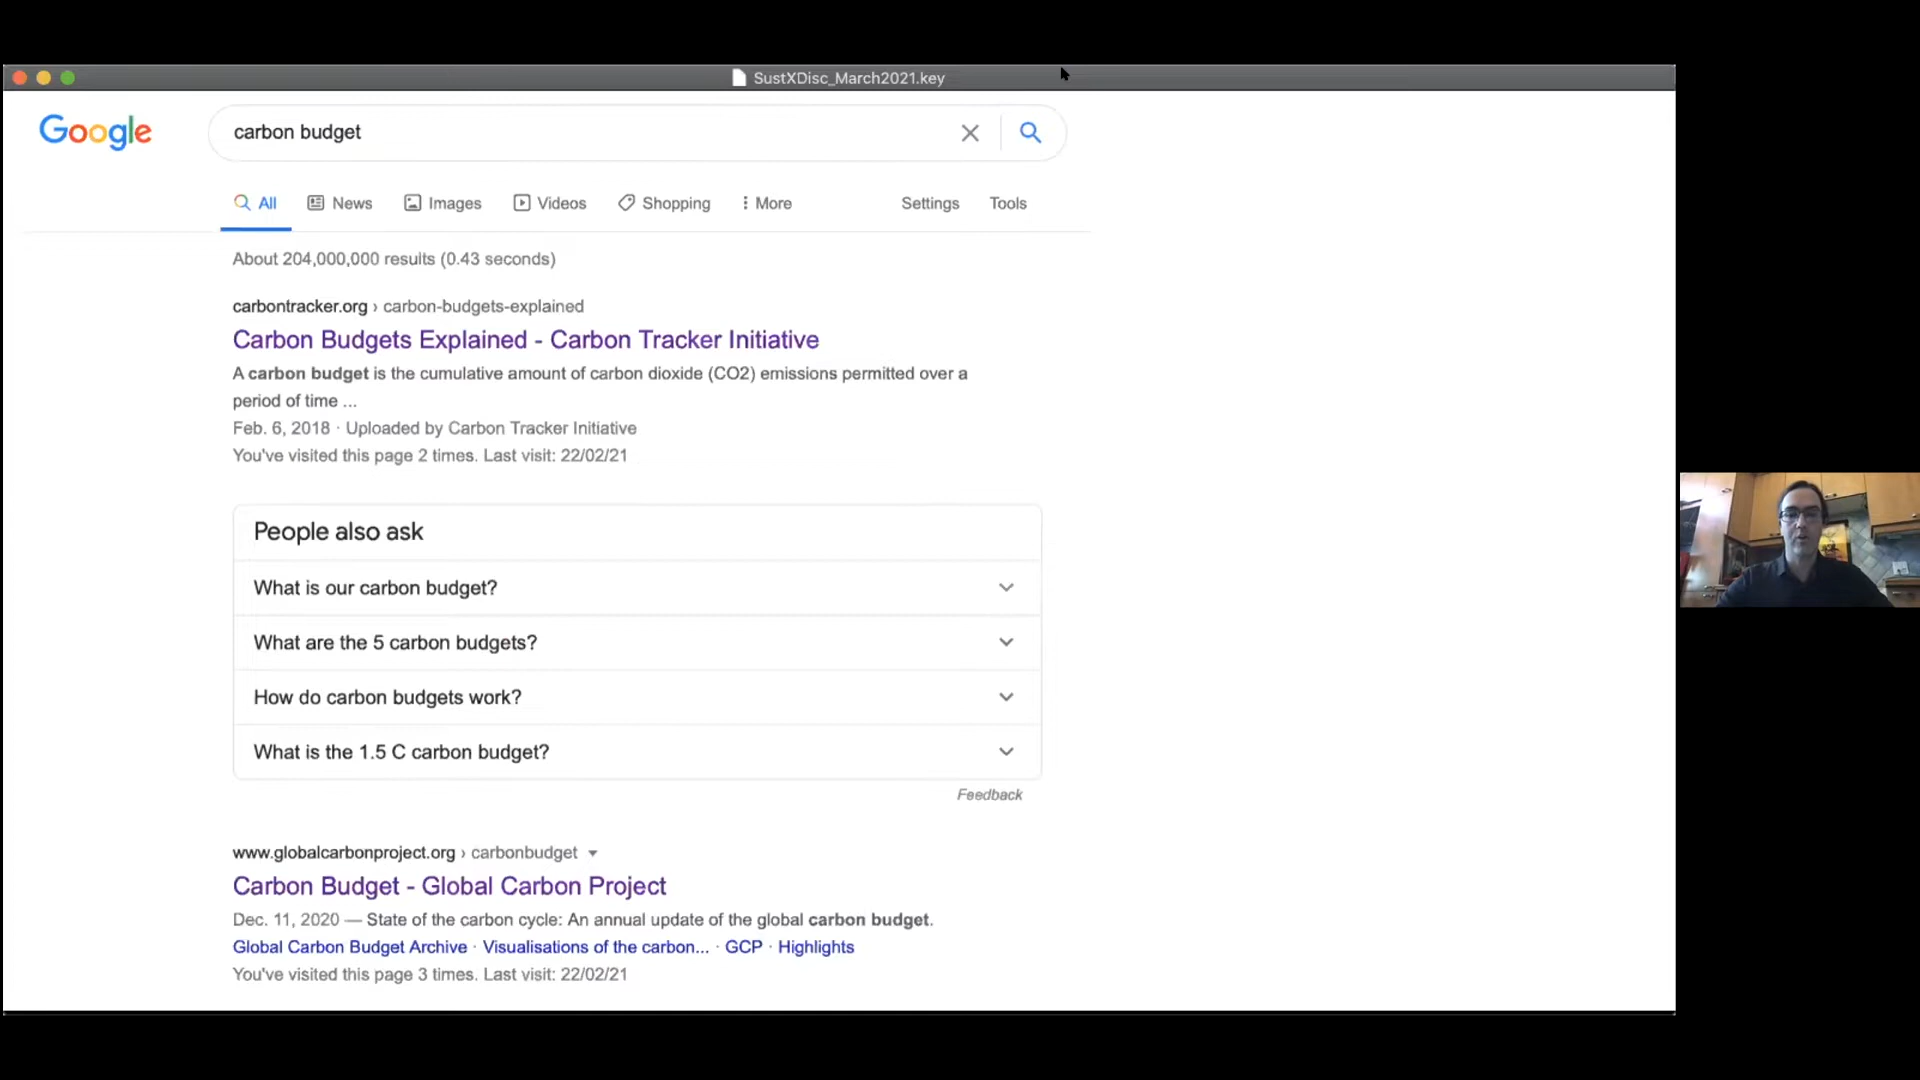 SustXDisc_March2021.key
Google
carbon budget
All News Images Videos Shopping More Settings Tools
About 204,000,000 results (0.43 seconds)
carbontracker.org › carbon-budgets-explained
Carbon Budgets Explained - Carbon Tracker Initiative
A carbon budget is the cumulative amount of carbon dioxide (CO2) emissions permitted over a
period of time ...
Feb. 6, 2018 · Uploaded by Carbon Tracker Initiative
You've visited this page 2 times. Last visit: 22/02/21
People also ask
What is our carbon budget?
What are the 5 carbon budgets?
How do carbon budgets work?
What is the 1.5 C carbon budget?
Feedback
www.globalcarbonproject.org › carbonbudget
Carbon Budget - Global Carbon Project
Dec. 11, 2020 — State of the carbon cycle: An annual update of the global carbon budget.
Global Carbon Budget Archive · Visualisations of the carbon... · GCP · Highlights
You've visited this page 3 times. Last visit: 22/02/21